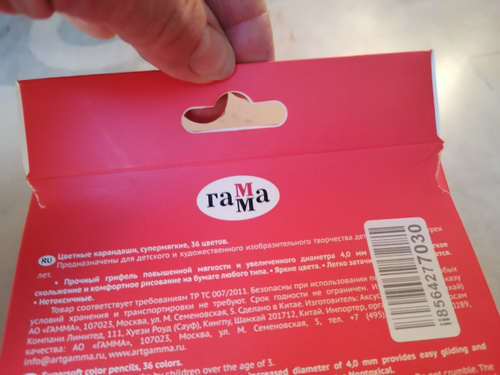 гамма
RU
Цветные карандаши, супермягкие, 36 цветов.
Предназначены для детского и художественного изобразительного творчества
лет.
• Прочный грифель повышенной мягкости и увеличенного диаметра 4,0 мм
скольжение и комфортное рисование на бумаге любого типа. • Яркие цвета. • Легко
• Нетоксичные.
Товар соответствует требованиям ТР ТС 007/2011. Безопасны при использовании
условий хранения и транспортировки не требуют. Срок годности не ограничен.
АО «ГАММА», 107023, Москва, ул. М. Семеновская, 5. Сделано в Китае. Изготовитель:
Компани Лимитед, 111, Хуези Роуд (Сауф), Шанхай 201712, Китай. Импортер,
качества: АО «ГАММА», 107023, Москва, ул. М. Семеновская, 5, тел. +7 (495)
info@artgamma.ru, www.artgamma.ru
i8564277030
Supersoft color pencils, 36 colors.
by children over the age of 3.
increased diameter of 4,0 mm provides easy gliding and
Nontoxical.
not crumble. The